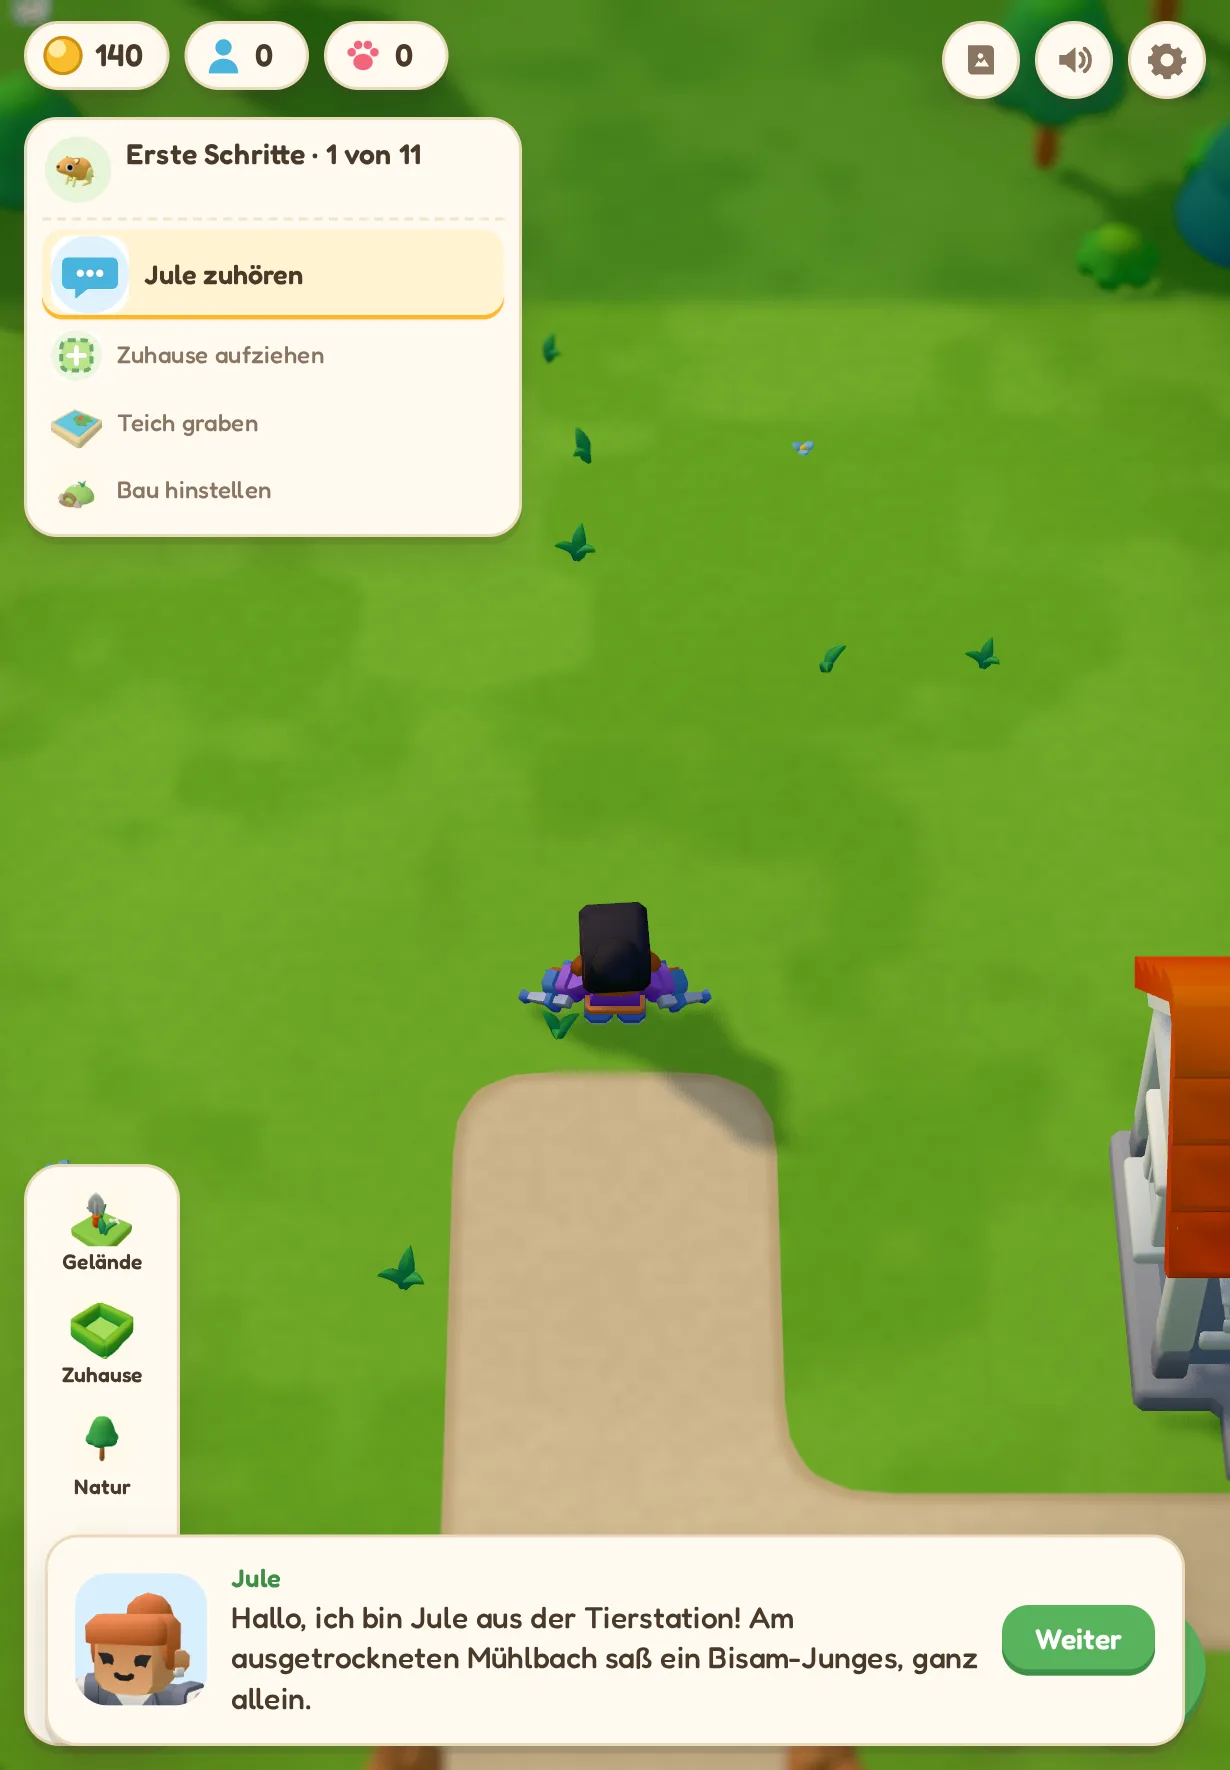 140
0
0
Erste Schritte · 1 von 11
Jule zuhören
Zuhause aufziehen
Teich graben
Bau hinstellen
Gelände
Zuhause
Natur
Jule
Hallo, ich bin Jule aus der Tierstation! Am
ausgetrockneten Mühlbach saß ein Bisam-Junges, ganz
allein.
Weiter